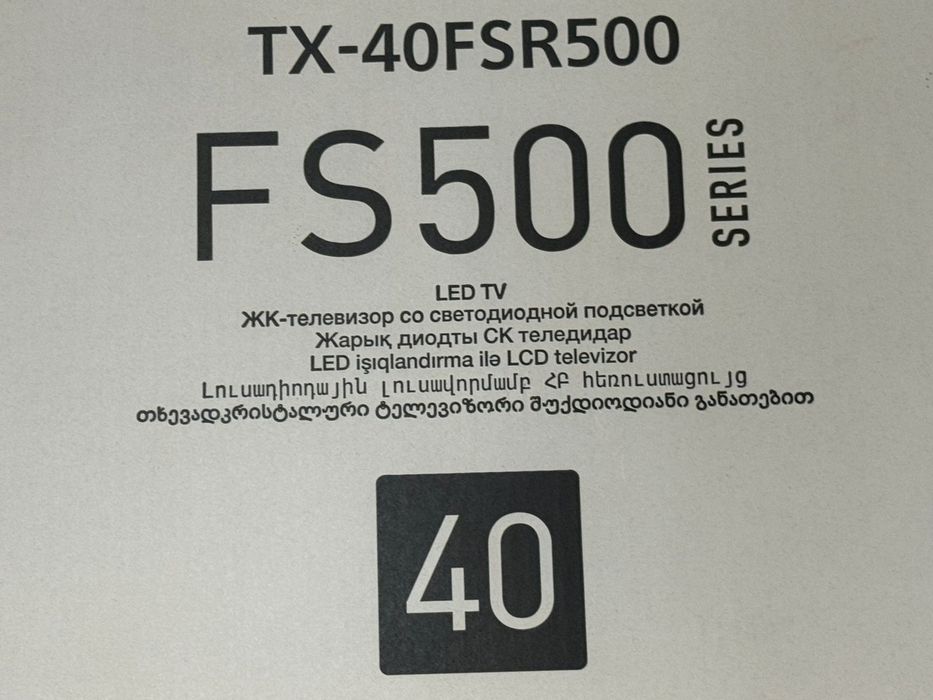 TX-40FSR500
FS500 SERIES
LED TV
ЖК-телевизор со светодиодной подсветкой
Жарық диодты СК теледидар
LED işıqlandırma ilə LCD televizor
Լուսադիոդային լուսավորմամբ ՀԲ հեռուստացույց
თხევადკრისტალური ტელევიზორი შუქდიოდიანი განათებით
40